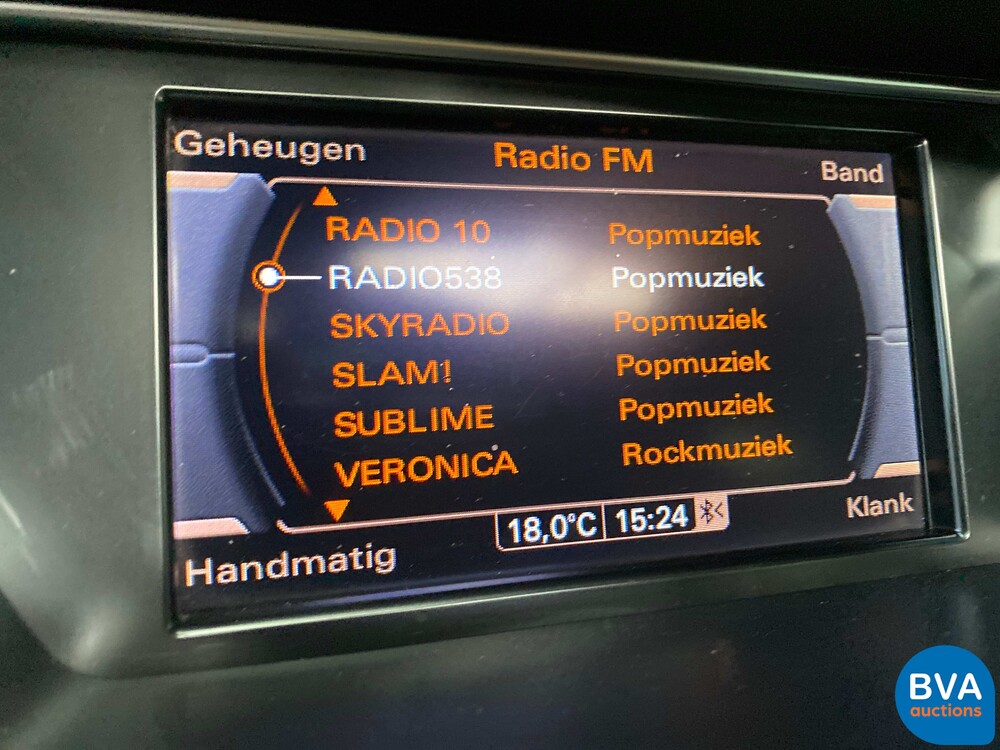 Geheugen
Radio FM
Band
RADIO 10 Popmuziek
RADIO538 Popmuziek
SKYRADIO Popmuziek
SLAM! Popmuziek
SUBLIME Popmuziek
VERONICA Rockmuziek
Handmatig
18,0°C 15:24
Klank
BVA
auctions